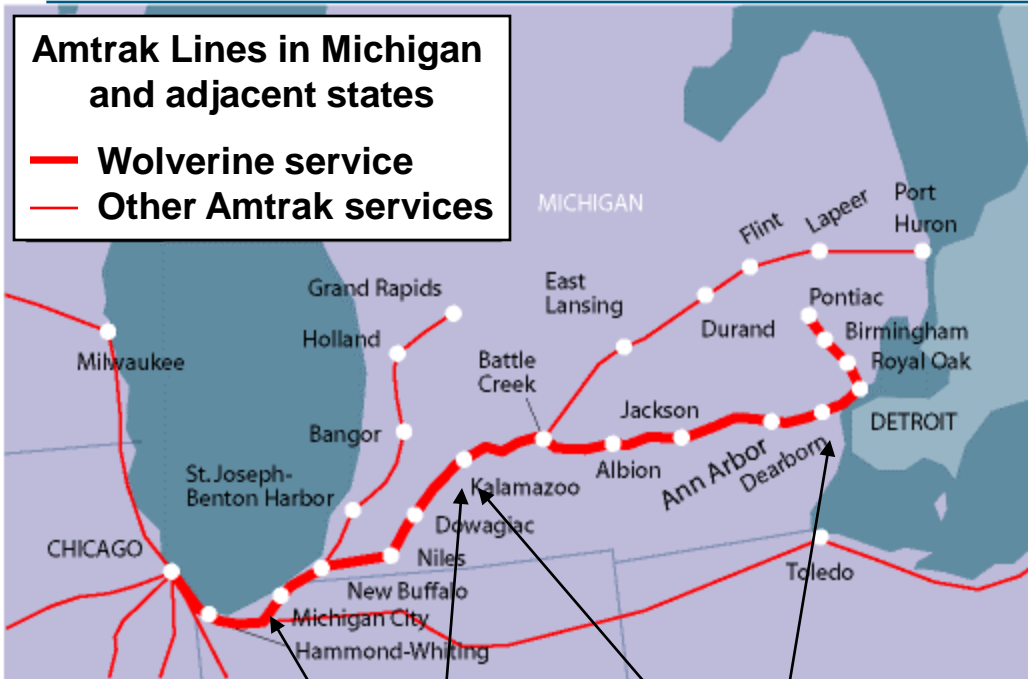 Amtrak Lines in Michigan
and adjacent states
Wolverine service
Other Amtrak services
MICHIGAN
Port
Huron
Lapeer
Flint
East
Lansing
Grand Rapids
Pontiac
Durand
Birmingham
Holland
Royal Oak
Milwaukee
Battle
Creek
Jackson
DETROIT
Bangor
Albion
Ann Arbor
Dearborn
St.Joseph-
Benton Harbor
Kalamazoo
Dowagiac
CHICAGO
Niles
Toledo
New Buffalo
Michigan City
Hammond-Whiting